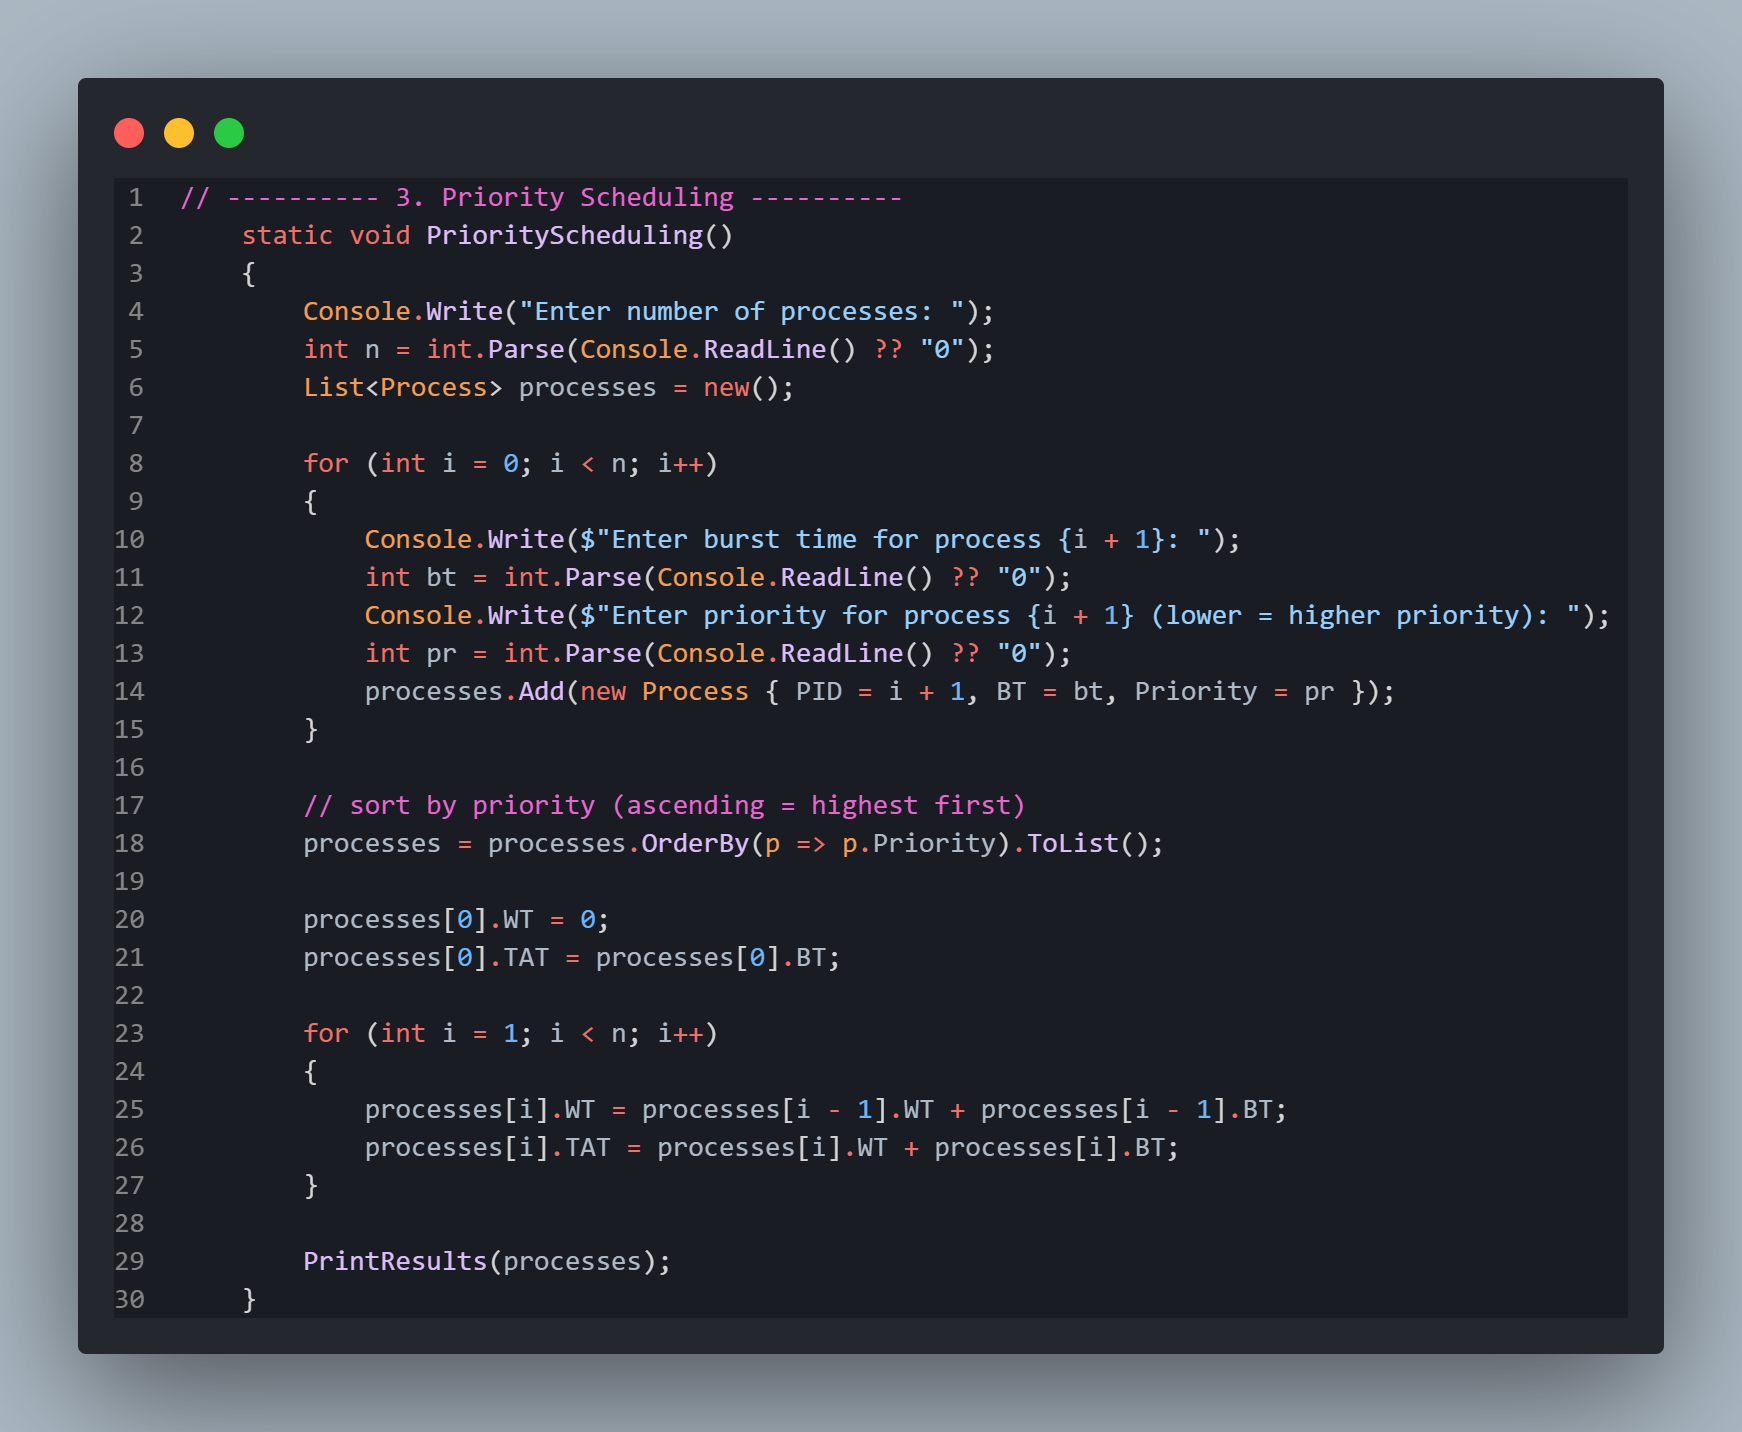 1 // ---------- 3. Priority Scheduling ----------
2     static void PriorityScheduling()
3     {
4         Console.Write("Enter number of processes: ");
5         int n = int.Parse(Console.ReadLine() ?? "0");
6         List<Process> processes = new();
7
8         for (int i = 0; i < n; i++)
9         {
10             Console.Write($"Enter burst time for process {i + 1}: ");
11             int bt = int.Parse(Console.ReadLine() ?? "0");
12             Console.Write($"Enter priority for process {i + 1} (lower = higher priority): ");
13             int pr = int.Parse(Console.ReadLine() ?? "0");
14             processes.Add(new Process { PID = i + 1, BT = bt, Priority = pr });
15         }
16
17         // sort by priority (ascending = highest first)
18         processes = processes.OrderBy(p => p.Priority).ToList();
19
20         processes[0].WT = 0;
21         processes[0].TAT = processes[0].BT;
22
23         for (int i = 1; i < n; i++)
24         {
25             processes[i].WT = processes[i - 1].WT + processes[i - 1].BT;
26             processes[i].TAT = processes[i].WT + processes[i].BT;
27         }
28
29         PrintResults(processes);
30     }